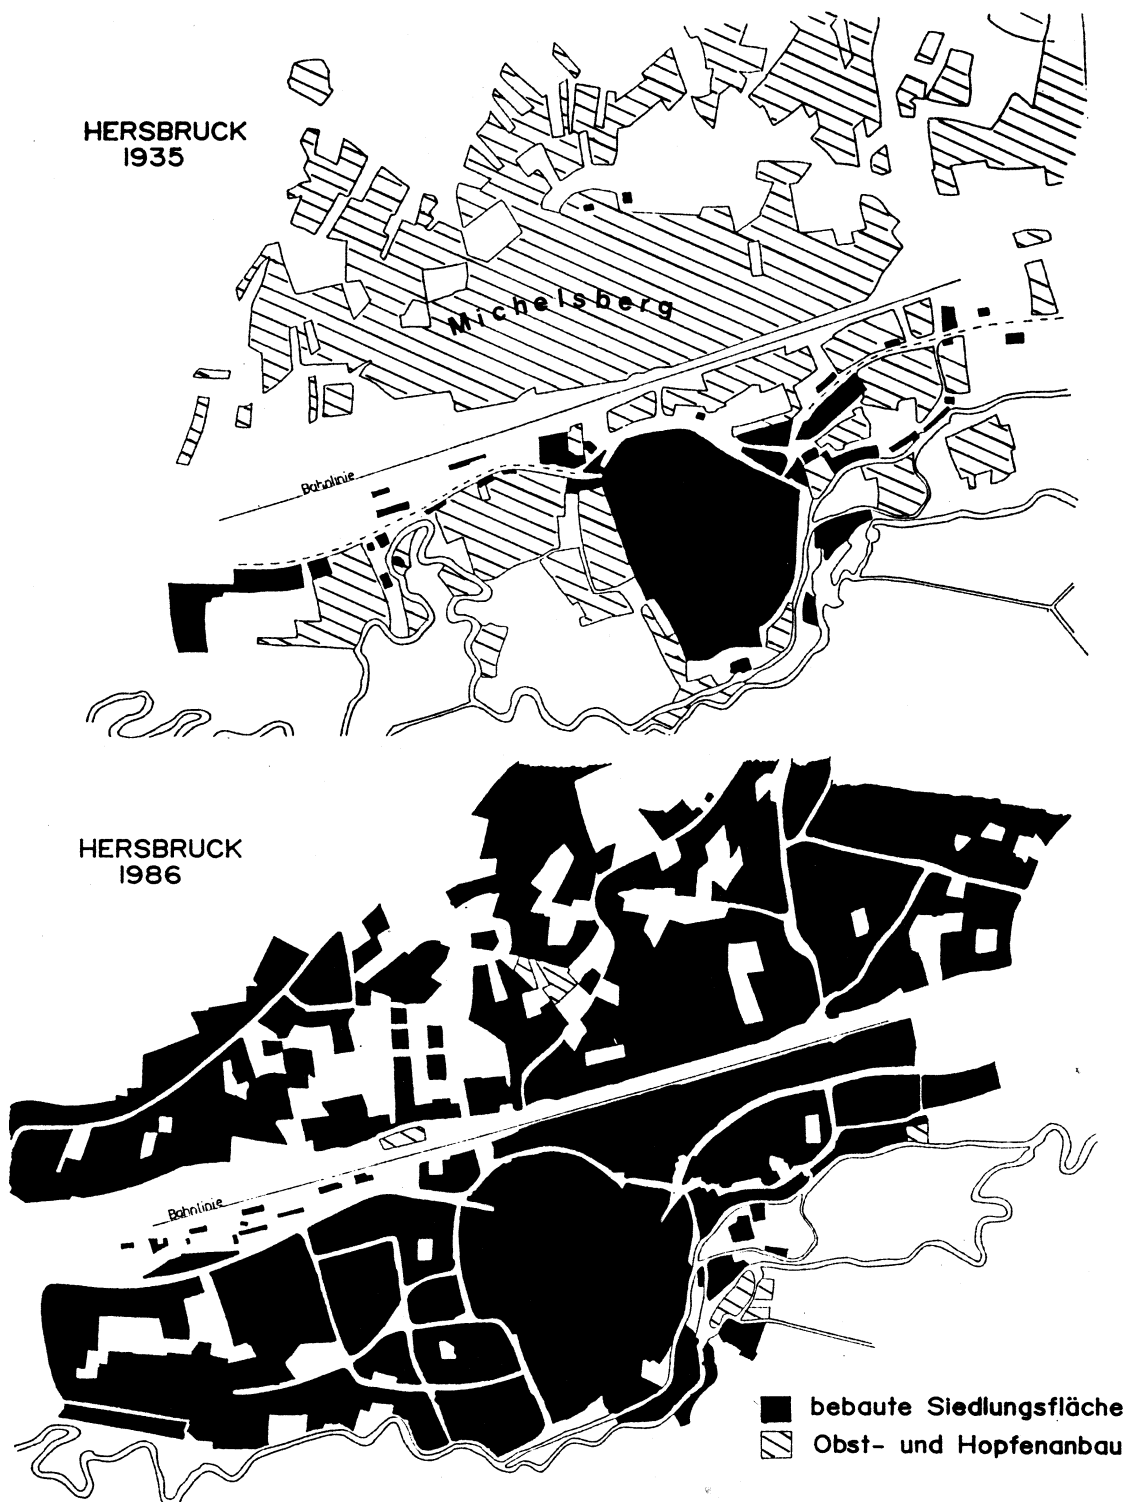 HERSBRUCK
1935
Michelsberg
Bahnlinie
HERSBRUCK
1986
Bahnlinie
bebaute Siedlungsfläche
Obst- und Hopfenanbau